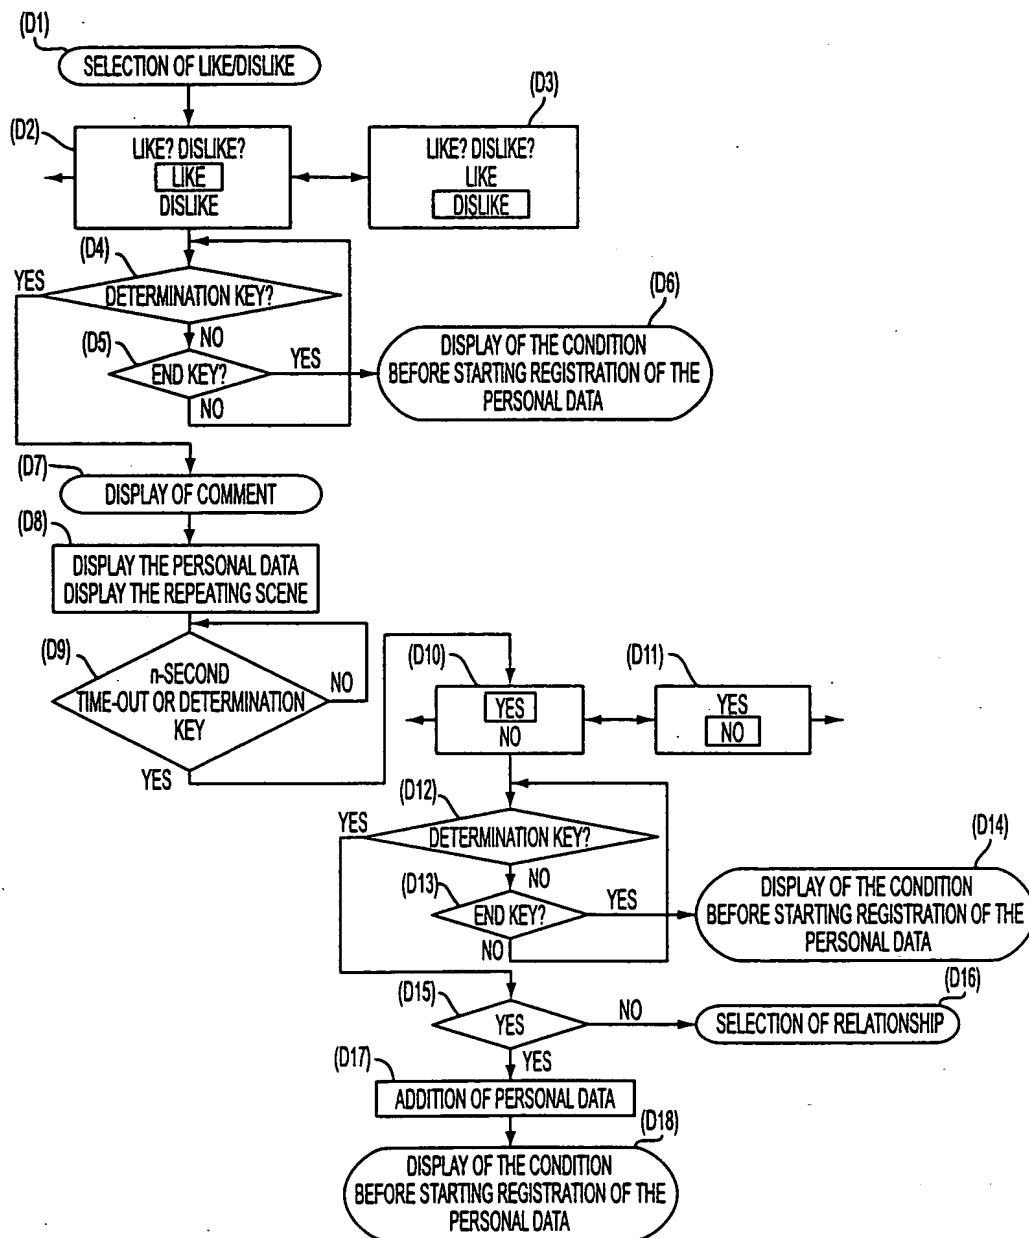 (D1)
SELECTION OF LIKE/DISLIKE
(D2)
LIKE? DISLIKE?
LIKE
DISLIKE
(D3)
LIKE? DISLIKE?
LIKE
DISLIKE
(D4)
YES
DETERMINATION KEY?
NO
(D5)
END KEY?
YES
NO
(D6)
DISPLAY OF THE CONDITION
BEFORE STARTING REGISTRATION OF THE
PERSONAL DATA
(D7)
DISPLAY OF COMMENT
(D8)
DISPLAY THE PERSONAL DATA
DISPLAY THE REPEATING SCENE
(D9)
n-SECOND
TIME-OUT OR DETERMINATION
KEY
NO
YES
(D10)
YES
NO
(D11)
YES
NO
(D12)
YES
DETERMINATION KEY?
NO
(D13)
END KEY?
YES
NO
(D14)
DISPLAY OF THE CONDITION
BEFORE STARTING REGISTRATION OF THE
PERSONAL DATA
(D15)
YES
NO
YES
(D16)
SELECTION OF RELATIONSHIP
(D17)
ADDITION OF PERSONAL DATA
(D18)
DISPLAY OF THE CONDITION
BEFORE STARTING REGISTRATION OF THE
PERSONAL DATA